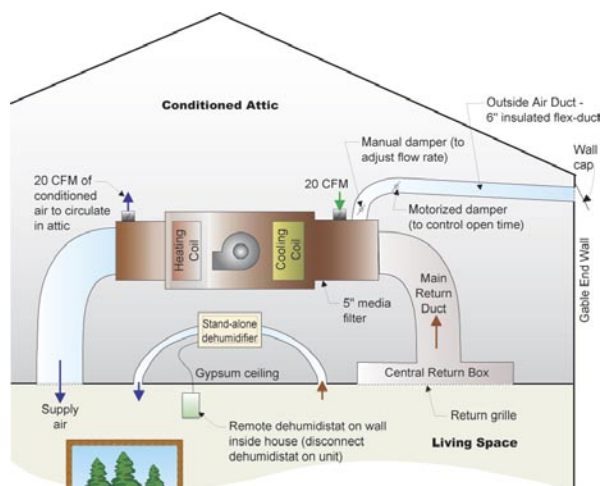 Conditioned Attic
Outside Air Duct -
6" insulated flex-duct
Manual damper (to
adjust flow rate)
Wall
cap
20 CFM of
conditioned
air to circulate
in attic
20 CFM
Motorized damper
(to control open time)
Heating
Coil
Cooling
Coil
Gable End Wall
Main
Return
Duct
5" media
filter
Stand-alone
dehumidifier
Gypsum ceiling
Central Return Box
Supply
air
Return grille
Remote dehumidistat on wall
inside house (disconnect
dehumidistat on unit)
Living Space